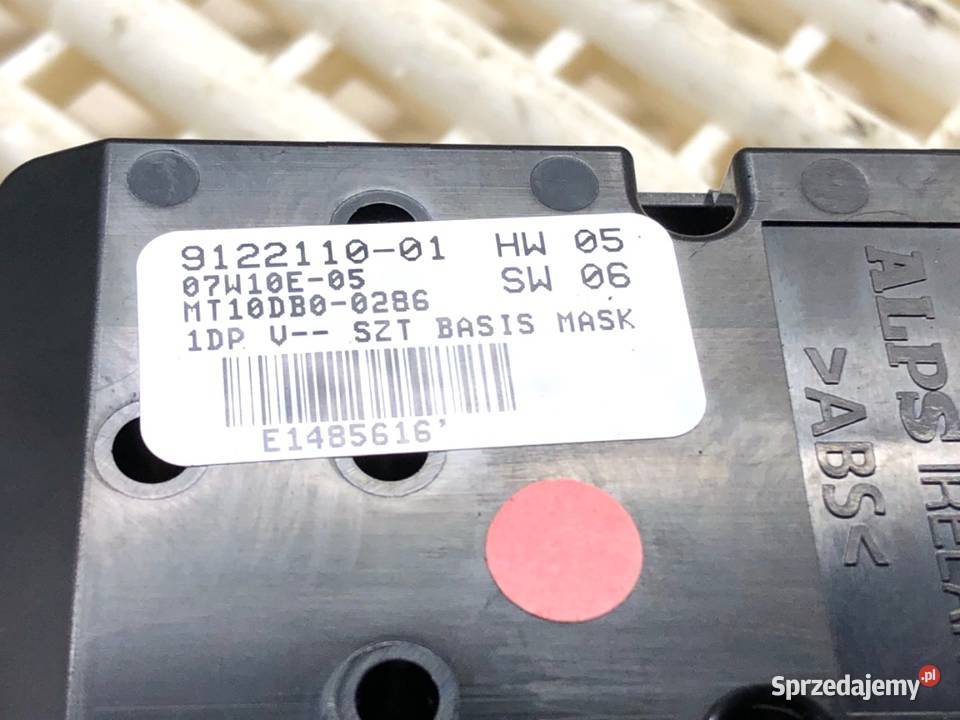 9122110-01 HW 05
07W10E-05 SW 06
MT10DB0-0286
1DP V-- SZT BASIS MASK
E1485616'
ALPS IREL
>ABS<
Sprzedajemy.pl